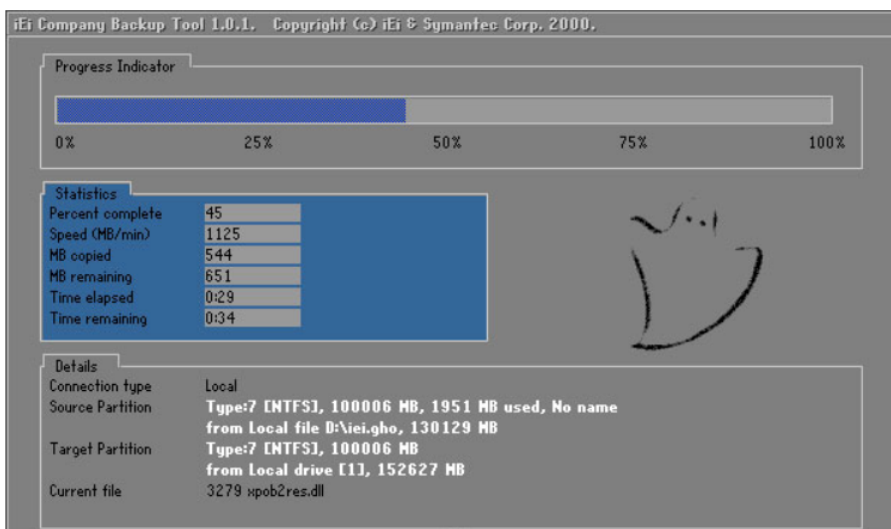 iEi Company Backup Tool 1.0.1. Copyright (c) iEi & Symantec Corp. 2000.
Progress Indicator
0% 25% 50% 75% 100%
Statistics
Percent complete 45
Speed (MB/min) 1125
MB copied 544
MB remaining 651
Time elapsed 0:29
Time remaining 0:34
Details
Connection type Local
Source Partition Type:7 [NTFS], 100006 MB, 1951 MB used, No name
from Local file D:\iei.gho, 130129 MB
Target Partition Type:7 [NTFS], 100006 MB
from Local drive [1], 152627 MB
Current file 3279 xpob2res.dll